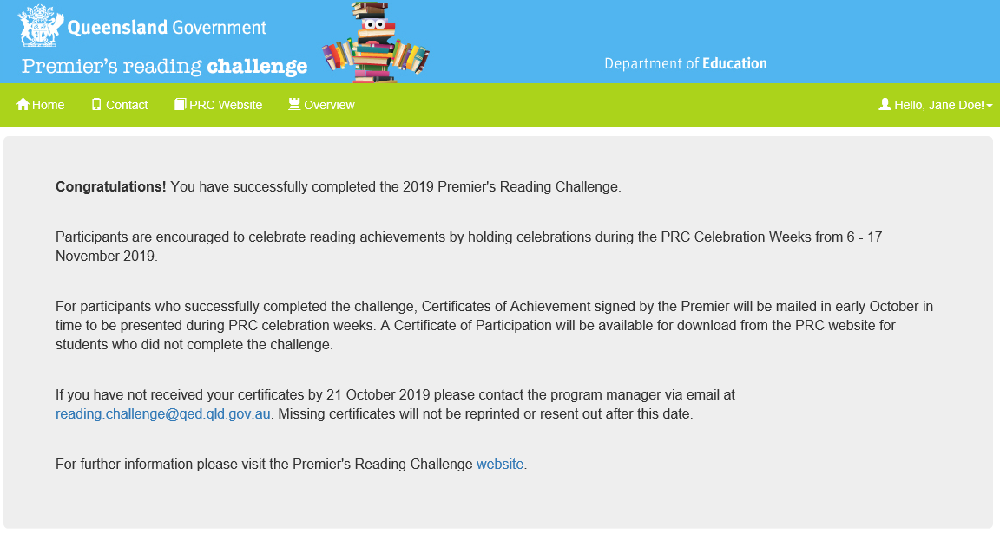 Queensland Government
Premier's reading challenge
Department of Education
Home Contact PRC Website Overview Hello, Jane Doe!
Congratulations! You have successfully completed the 2019 Premier's Reading Challenge.
Participants are encouraged to celebrate reading achievements by holding celebrations during the PRC Celebration Weeks from 6 - 17
November 2019.
For participants who successfully completed the challenge, Certificates of Achievement signed by the Premier will be mailed in early October in
time to be presented during PRC celebration weeks. A Certificate of Participation will be available for download from the PRC website for
students who did not complete the challenge.
If you have not received your certificates by 21 October 2019 please contact the program manager via email at
reading.challenge@qed.qld.gov.au. Missing certificates will not be reprinted or resent out after this date.
For further information please visit the Premier's Reading Challenge website.